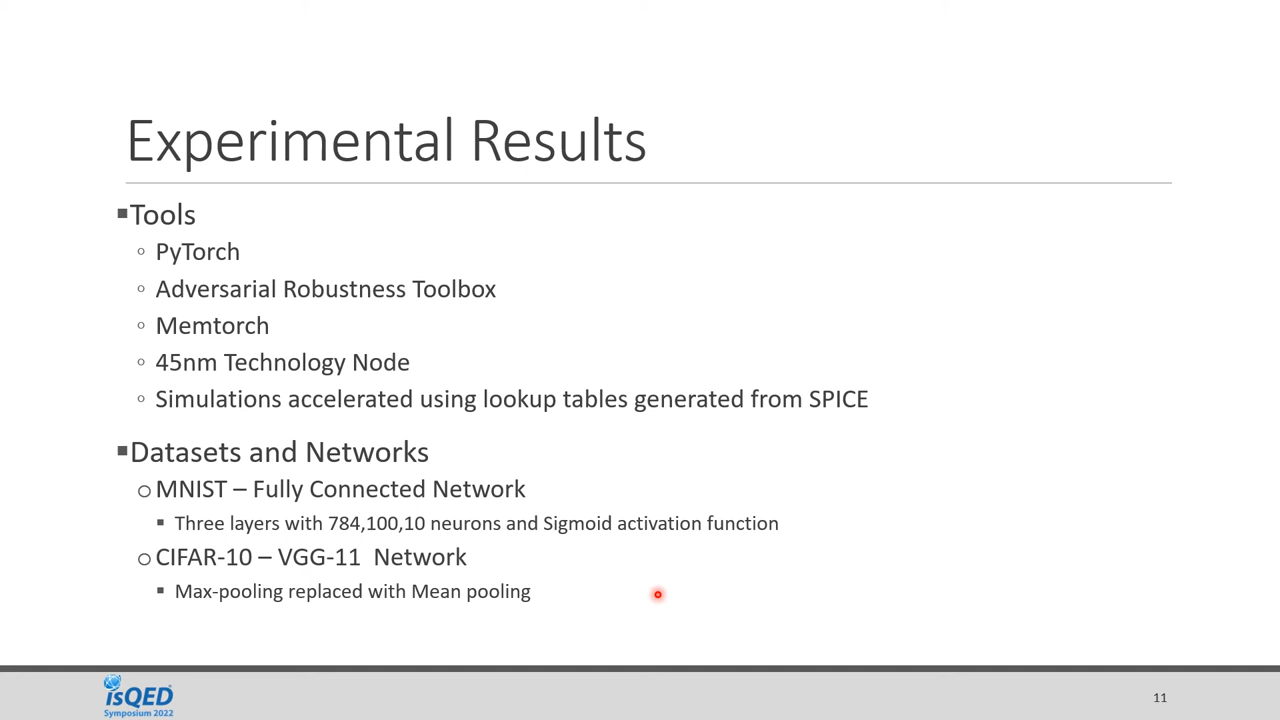 Experimental Results
▪Tools
◦ PyTorch
◦ Adversarial Robustness Toolbox
◦ Memtorch
◦ 45nm Technology Node
◦ Simulations accelerated using lookup tables generated from SPICE
▪Datasets and Networks
o MNIST – Fully Connected Network
▪ Three layers with 784,100,10 neurons and Sigmoid activation function
o CIFAR-10 – VGG-11 Network
▪ Max-pooling replaced with Mean pooling
isQED
Symposium 2022
11